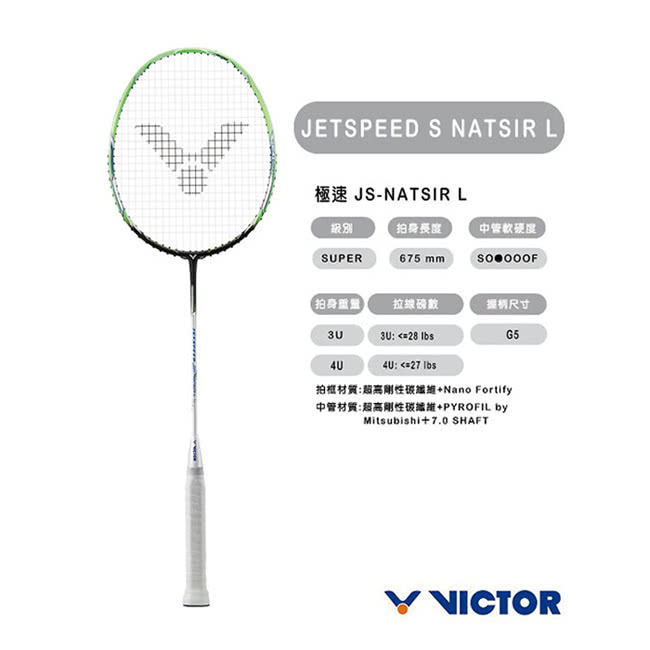 JETSPEED S NATSIR L
極速 JS-NATSIR L
級別 拍身長度 中管軟硬度
SUPER 675 mm SO●OOOF
拍身重量 拉線磅數 握柄尺寸
3U 3U: <=28 lbs G5
4U 4U: <=27 lbs
拍框材質:超高剛性碳纖維+Nano Fortify
中管材質:超高剛性碳纖維+PYROFIL by
Mitsubishi+7.0 SHAFT
VICTOR